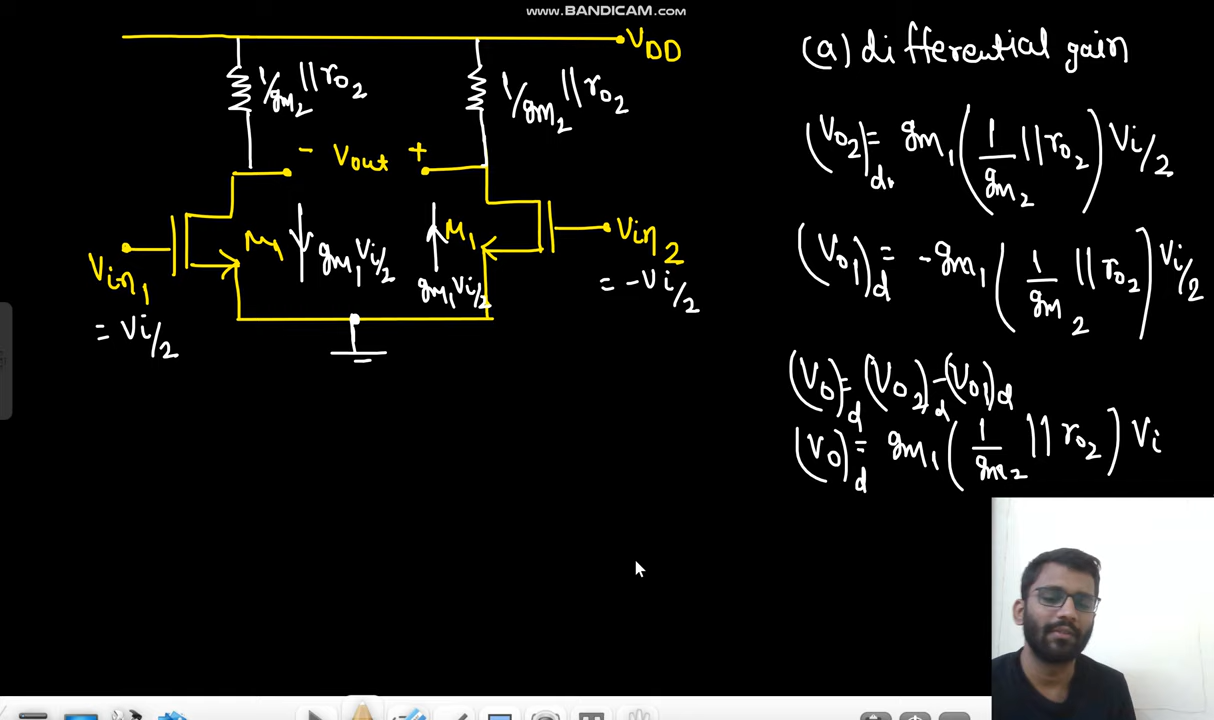 www.BANDICAM.com
VDD
1/gm2 || ro2
1/gm2 || ro2
- Vout +
M1
M1
Vin1
= Vi/2
gm1 Vi/2
gm1 Vi/2
Vin2
= -Vi/2
(a) differential gain
(Vo2)d = gm1 (1/gm2 || ro2) Vi/2
(Vo1)d = -gm1 (1/gm2 || ro2) Vi/2
(Vo)d = (Vo2)d - (Vo1)d
(Vo)d = gm1 (1/gm2 || ro2) Vi